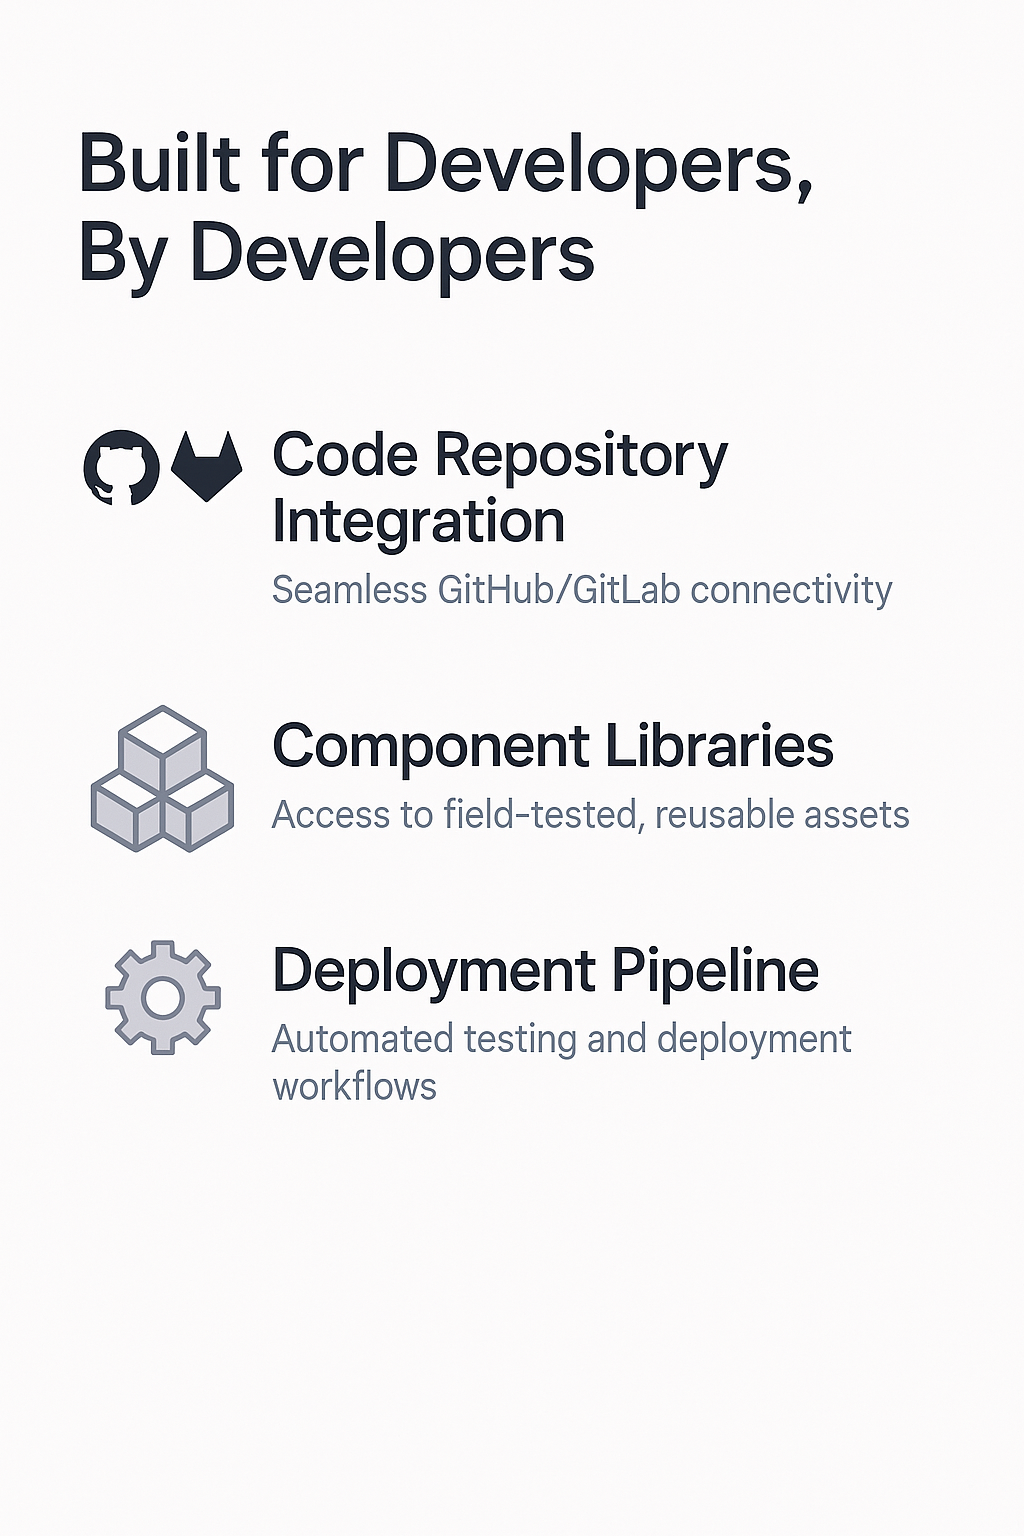 Built for Developers,
By Developers
Code Repository
Integration
Seamless GitHub/GitLab connectivity
Component Libraries
Access to field-tested, reusable assets
Deployment Pipeline
Automated testing and deployment
workflows